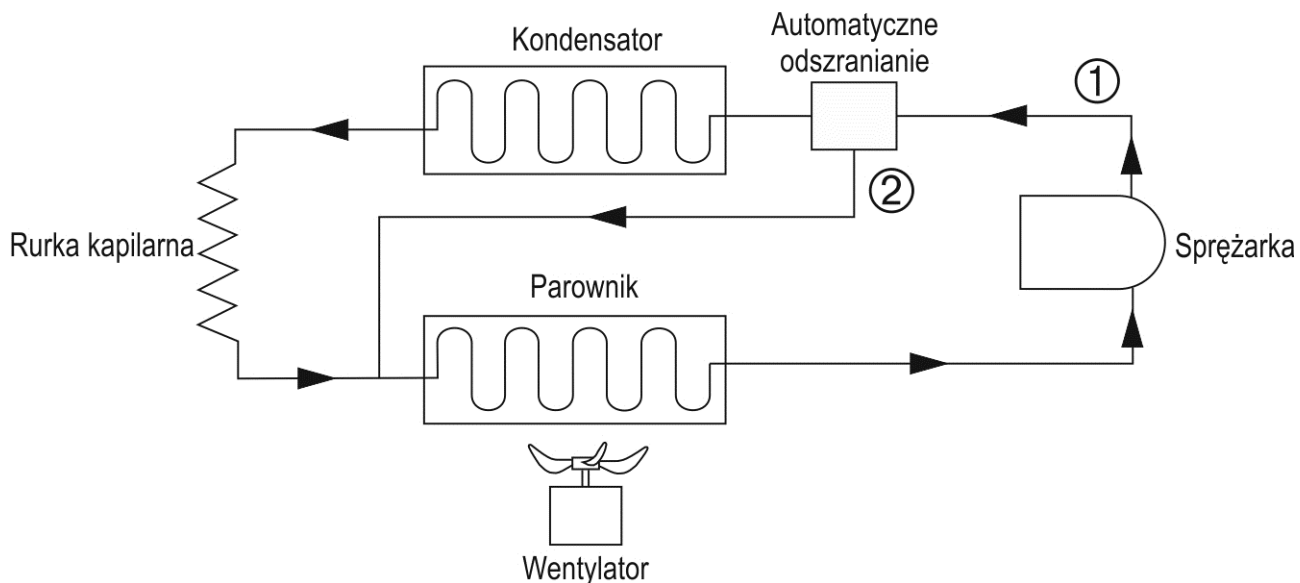 Kondensator
Automatyczne
odszranianie
①
②
Rurka kapilarna
Sprężarka
Parownik
Wentylator